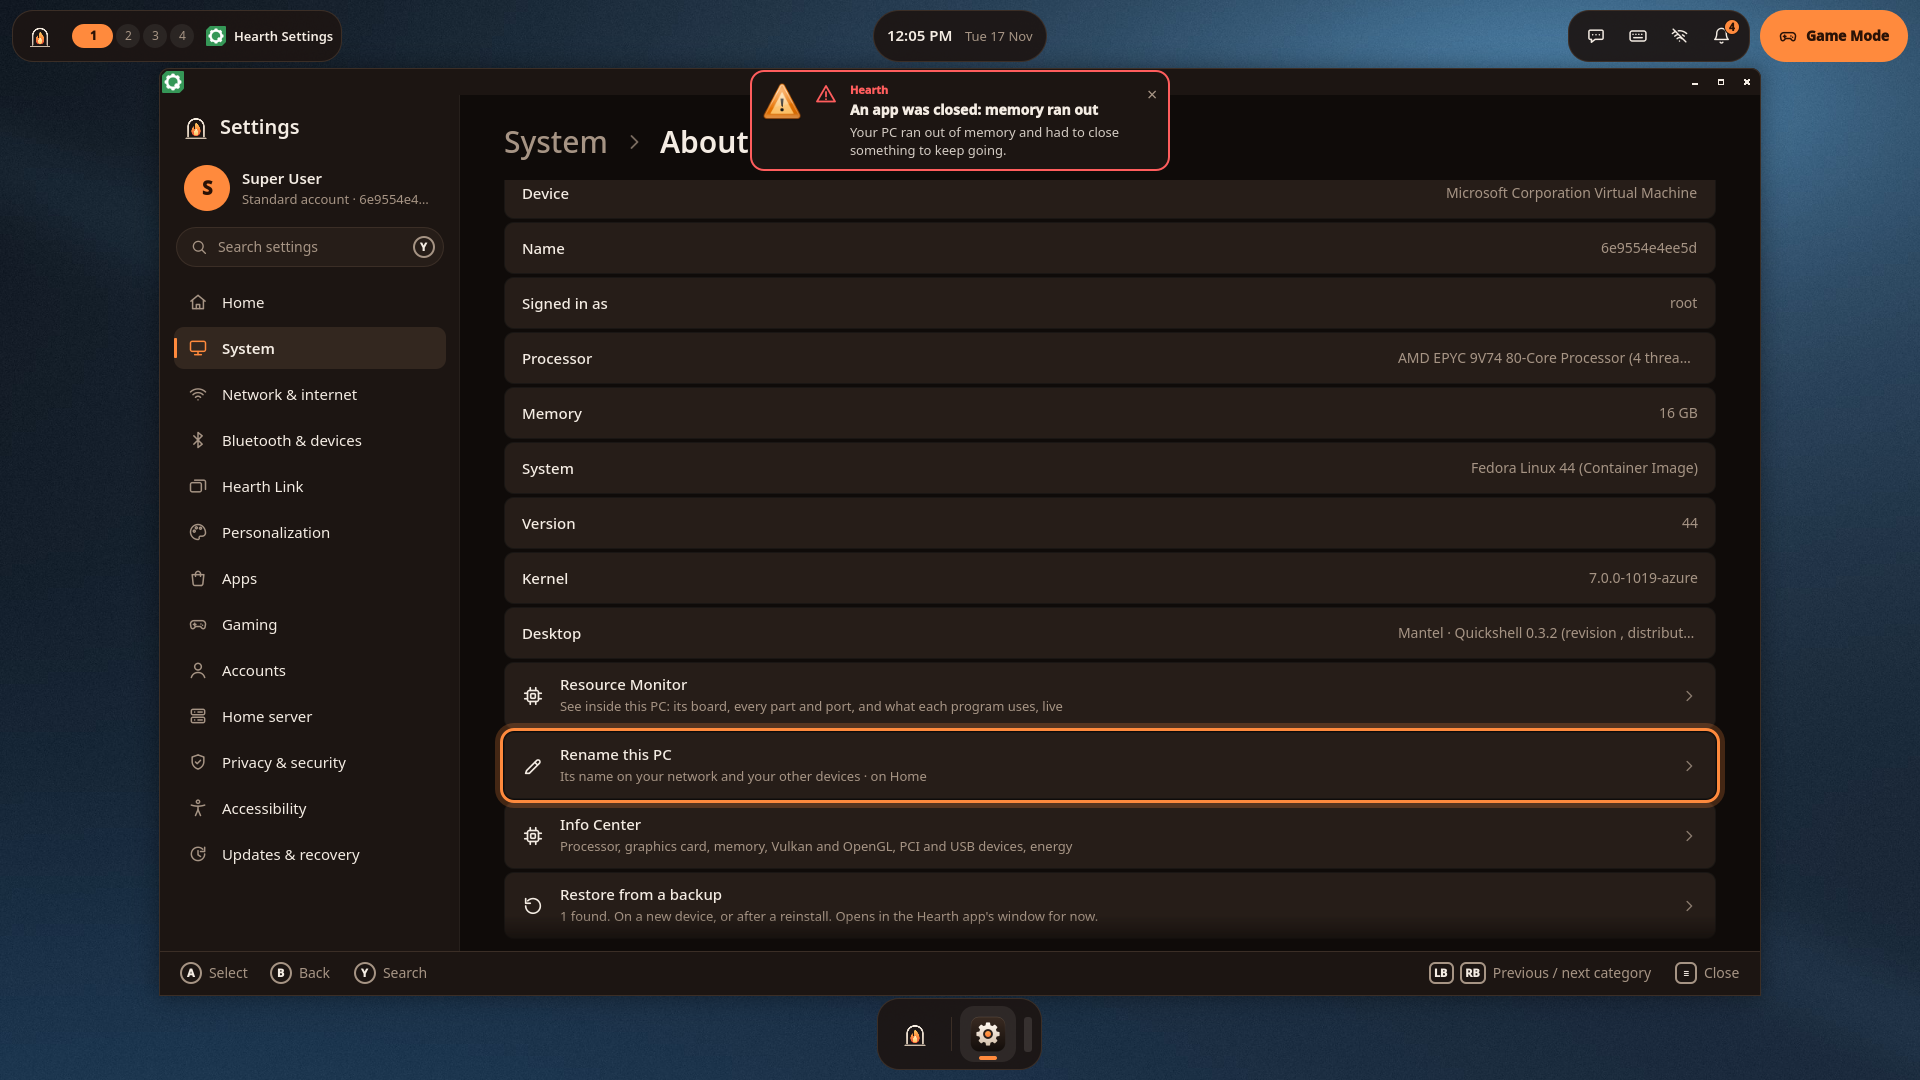 1
2
3
4
Hearth Settings
12:05 PM
Tue 17 Nov
4
Game Mode
Hearth
An app was closed: memory ran out
Your PC ran out of memory and had to close
something to keep going.
Settings
Super User
Standard account · 6e9554e4...
Search settings
Y
Home
System
Network & internet
Bluetooth & devices
Hearth Link
Personalization
Apps
Gaming
Accounts
Home server
Privacy & security
Accessibility
Updates & recovery
System
About
Device
Microsoft Corporation Virtual Machine
Name
6e9554e4ee5d
Signed in as
root
Processor
AMD EPYC 9V74 80-Core Processor (4 threa...
Memory
16 GB
System
Fedora Linux 44 (Container Image)
Version
44
Kernel
7.0.0-1019-azure
Desktop
Mantel · Quickshell 0.3.2 (revision , distribut...
Resource Monitor
See inside this PC: its board, every part and port, and what each program uses, live
Rename this PC
Its name on your network and your other devices · on Home
Info Center
Processor, graphics card, memory, Vulkan and OpenGL, PCI and USB devices, energy
Restore from a backup
1 found. On a new device, or after a reinstall. Opens in the Hearth app's window for now.
A Select
B Back
Y Search
LB RB Previous / next category
Close
S